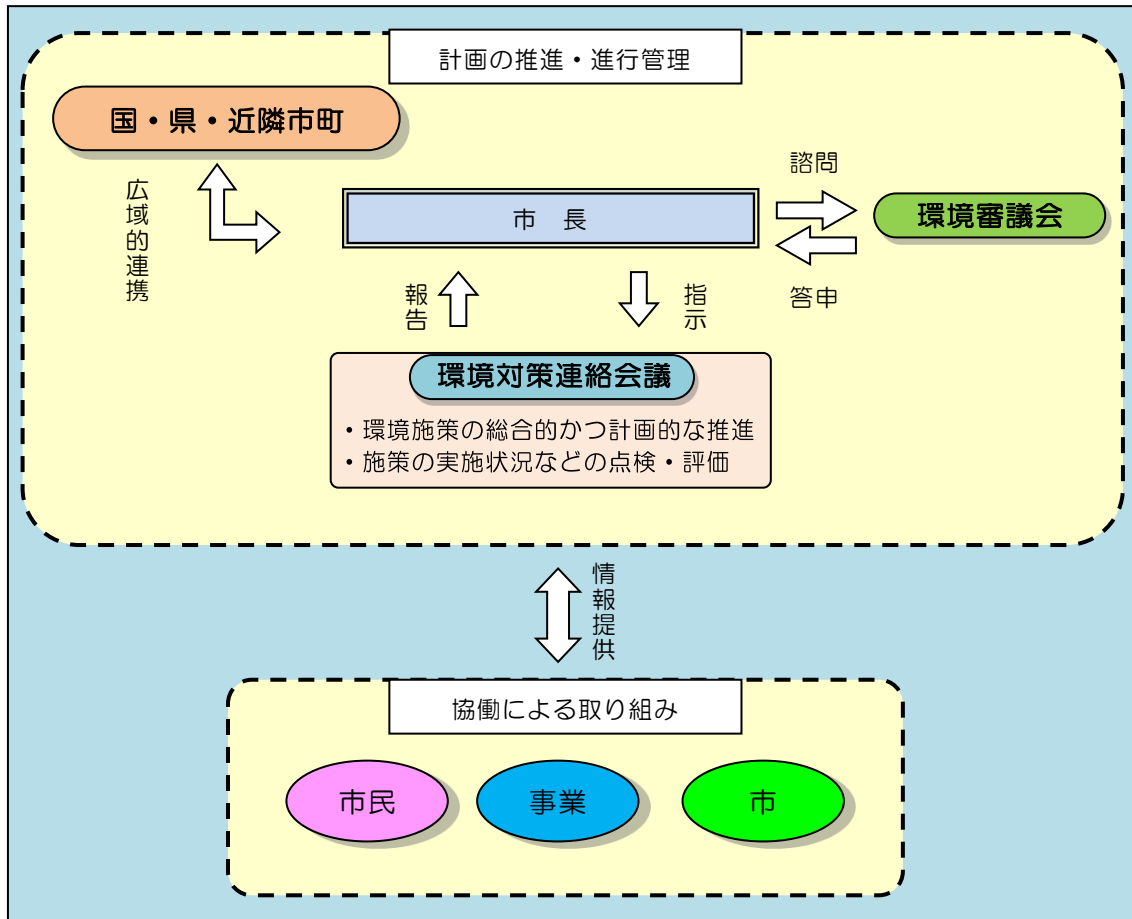 計画の推進・進行管理
国・県・近隣市町
広域的連携
市　長
諮問
環境審議会
答申
報告
指示
環境対策連絡会議
・環境施策の総合的かつ計画的な推進
・施策の実施状況などの点検・評価
情報提供
協働による取り組み
市民
事業
市